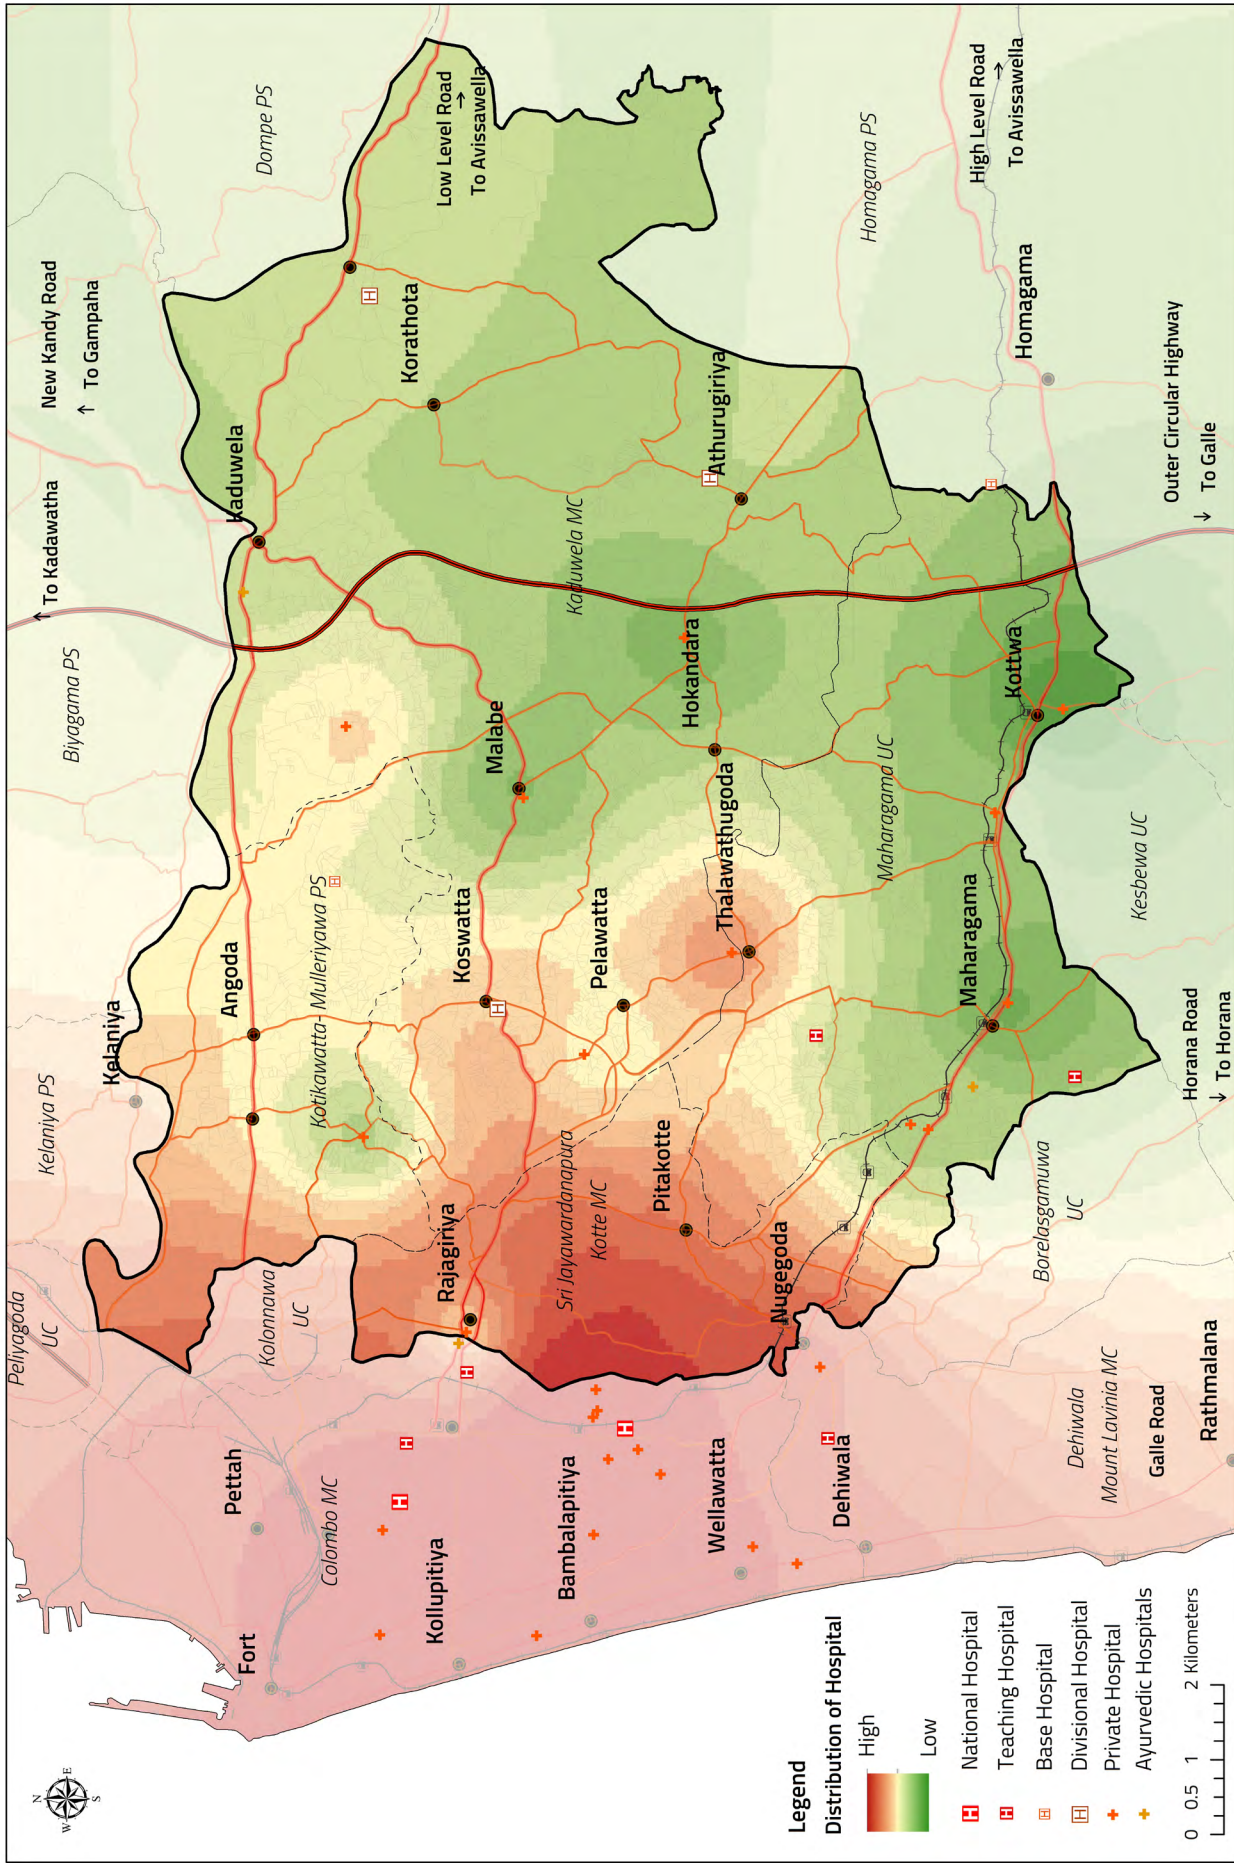 Dompe PS
New Kandy Road
↑ To Gampaha
↑ To Kadawatha
Biyagama PS
Kelaniya PS
Peliyagoda
UC
Low Level Road
To Avissawella →
High Level Road
→
To Avissawella
Homagama PS
Homagama
Outer Circular Highway
↓ To Galle
Kaduwela
Korathota
Athurugiriya
Kaduwela MC
Hokandara
Kottwa
Malabe
Thalawathugoda
Maharagama UC
Kesbewa UC
Koswatta
Pelawatta
Maharagama
Horana Road
↓ To Horana
Angoda
Kotikawatta- Mulleriyawa PS
Kelaniya
Rajagiriya
Sri Jayawardanapura
Kotte MC
Pitakotte
Nugegoda
Borelasgamuwa
UC
Kolonnawa
UC
Pettah
Colombo MC
Kollupitiya
Bambalapitiya
Wellawatta
Dehiwala
Dehiwala
Mount Lavinia MC
Galle Road
Rathmalana
Fort
N
W
E
S
Legend
Distribution of Hospital
High
Low
H National Hospital
H Teaching Hospital
H Base Hospital
H Divisional Hospital
Private Hospital
Ayurvedic Hospitals
0 0.5 1 2 Kilometers